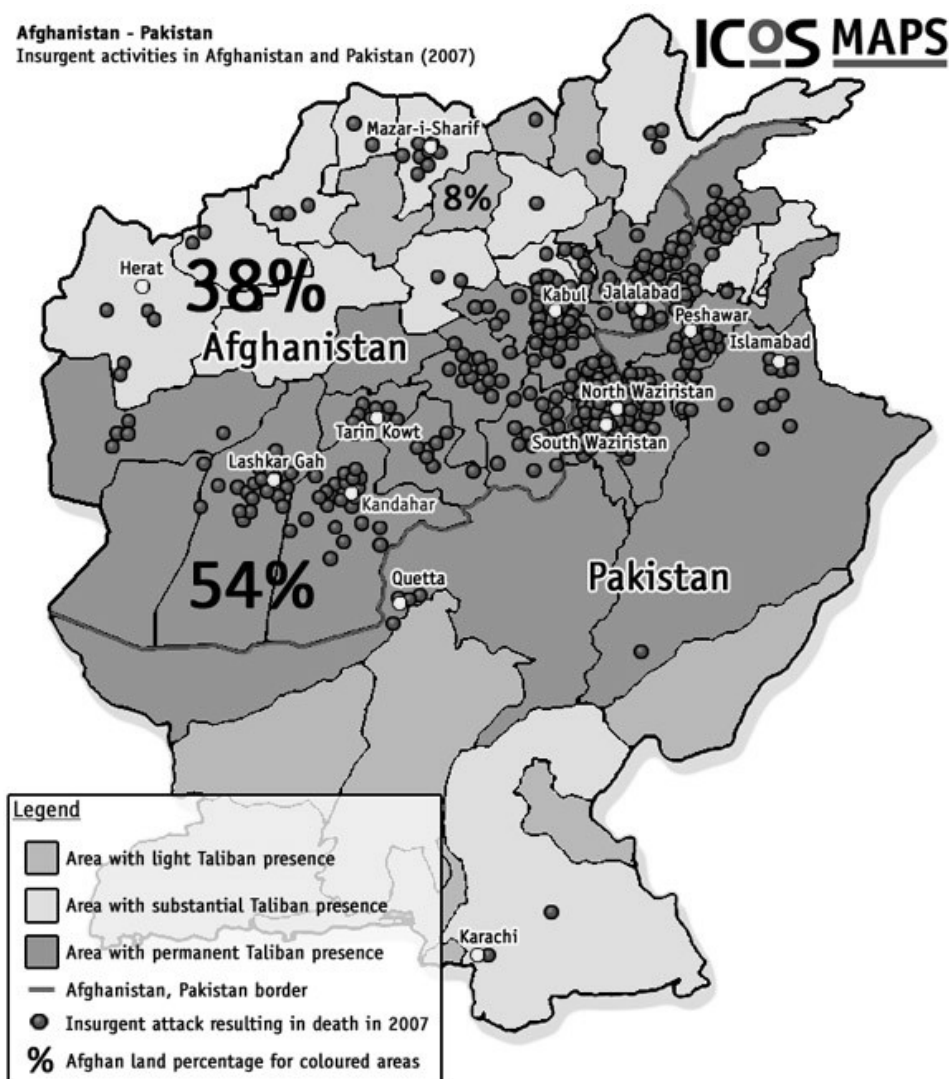 Afghanistan - Pakistan
Insurgent activities in Afghanistan and Pakistan (2007)
ICOS MAPS
Mazar-i-Sharif
8%
Herat
38%
Kabul
Jalalabad
Peshawar
Afghanistan
Islamabad
North Waziristan
Tarin Kowt
South Waziristan
Lashkar Gah
Kandahar
54%
Quetta
Pakistan
Legend
Area with light Taliban presence
Area with substantial Taliban presence
Area with permanent Taliban presence
Karachi
Afghanistan, Pakistan border
Insurgent attack resulting in death in 2007
% Afghan land percentage for coloured areas